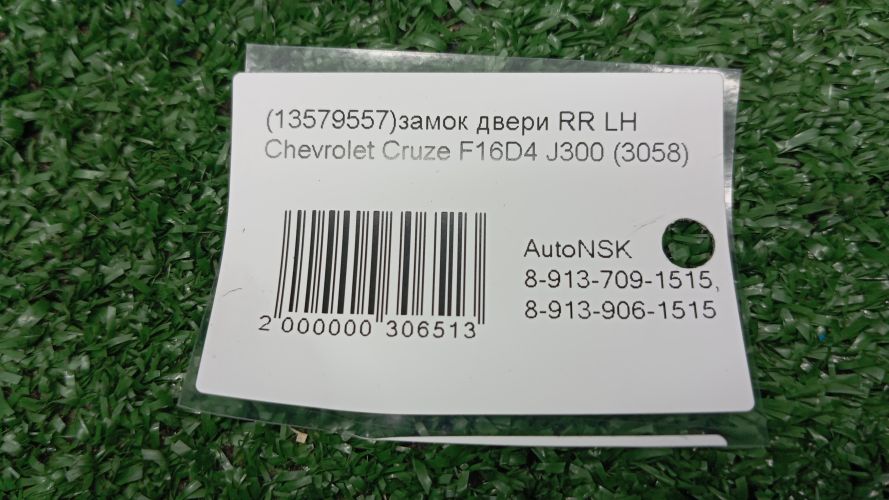 (13579557)замок двери RR LH
Chevrolet Cruze F16D4 J300 (3058)
AutoNSK
8-913-709-1515,
8-913-906-1515
2 000000 306513